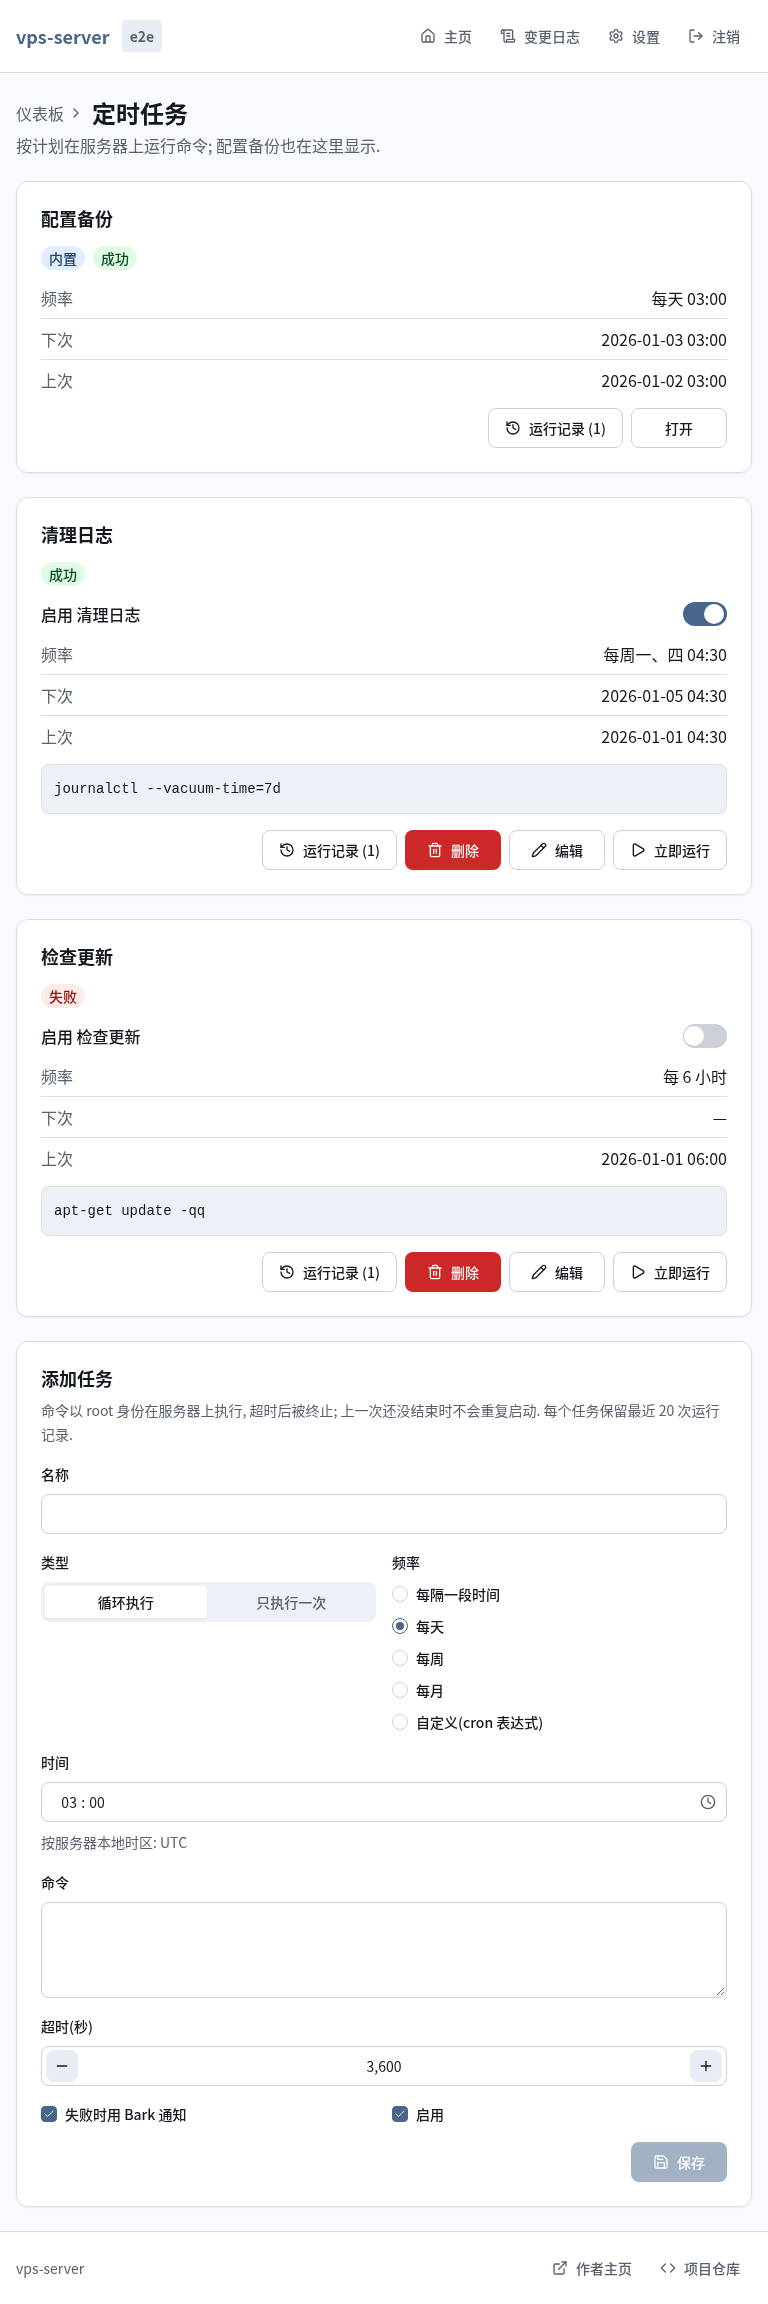 vps-server e2e 主页 变更日志 设置 注销
仪表板 定时任务
按计划在服务器上运行命令; 配置备份也在这里显示.
配置备份
内置 成功
频率 每天 03:00
下次 2026-01-03 03:00
上次 2026-01-02 03:00
运行记录 (1) 打开
清理日志
成功
启用 清理日志
频率 每周一、四 04:30
下次 2026-01-05 04:30
上次 2026-01-01 04:30
journalctl --vacuum-time=7d
运行记录 (1) 删除 编辑 立即运行
检查更新
失败
启用 检查更新
频率 每 6 小时
下次 —
上次 2026-01-01 06:00
apt-get update -qq
运行记录 (1) 删除 编辑 立即运行
添加任务
命令以 root 身份在服务器上执行, 超时后被终止; 上一次还没结束时不会重复启动. 每个任务保留最近 20 次运行
记录.
名称
类型 频率
循环执行 只执行一次 每隔一段时间
每天
每周
每月
自定义(cron 表达式)
时间
03 : 00
按服务器本地时区: UTC
命令
超时(秒)
3,600
失败时用 Bark 通知 启用
保存
vps-server 作者主页 项目仓库